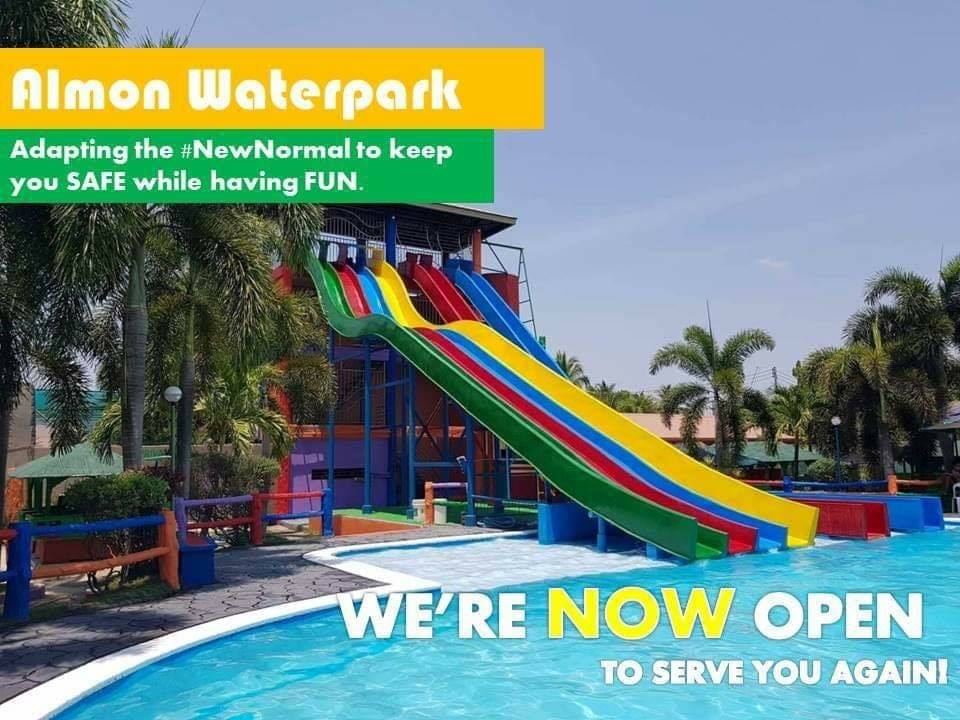 Almon Waterpark
Adapting the #NewNormal to keep
you SAFE while having FUN.
WE'RE NOW OPEN
TO SERVE YOU AGAIN!